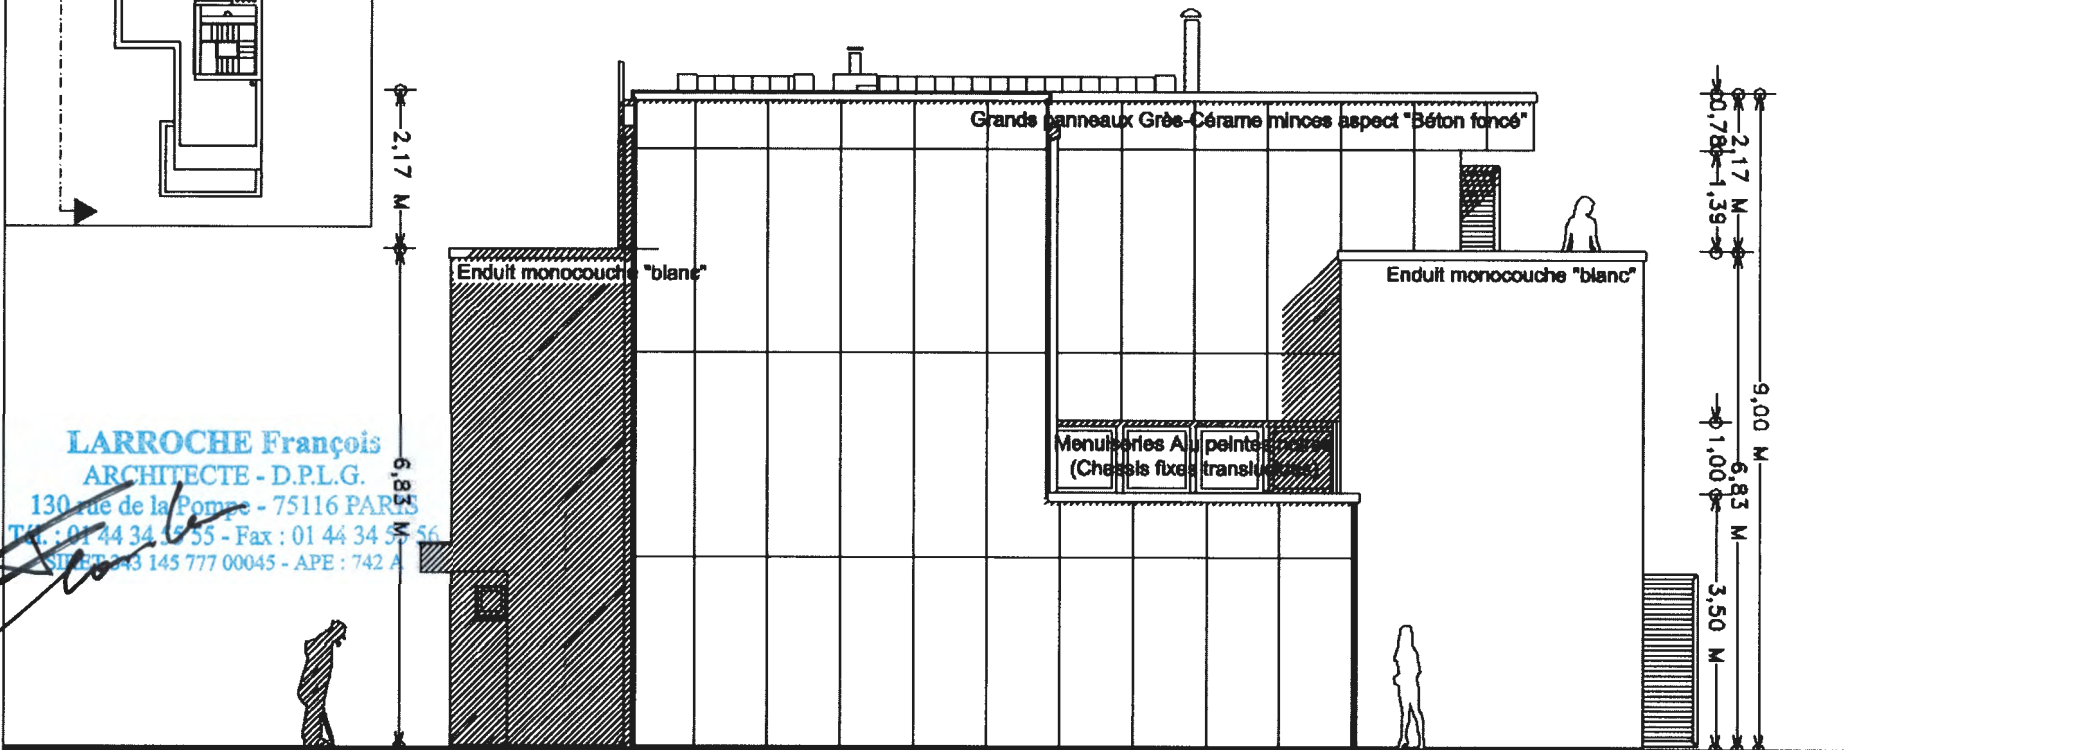 Grands panneaux Grès-Cérame minces aspect "Béton foncé"
2,17 M
0,78
2,17 M
1,39
Enduit monocouche "blanc"
Enduit monocouche "blanc"
9,00 M
Menuiseries Alu peintes noires
(Chassis fixes translucides)
1,00
6,83 M
6,83 M
3,50 M
LARROCHE François
ARCHITECTE - D.P.L.G.
130 rue de la Pompe - 75116 PARIS
Tél. : 01 44 34 55 55 - Fax : 01 44 34 55 56
SIRET 343 145 777 00045 - APE : 742 A